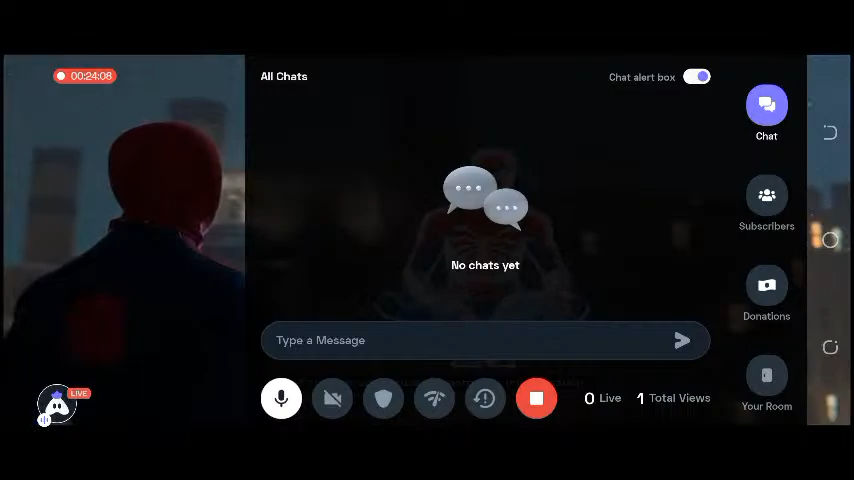 00:24:08
All Chats
Chat alert box
Chat
Subscribers
No chats yet
Donations
Type a Message
LIVE
0 Live
1 Total Views
Your Room